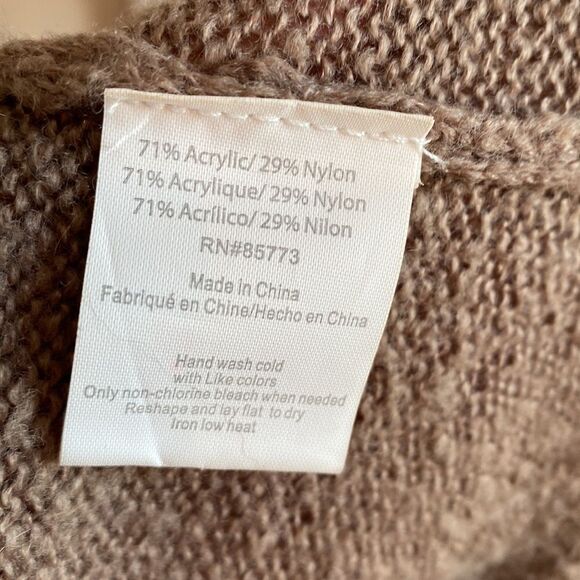 71% Acrylic/ 29% Nylon
71% Acrylique/ 29% Nylon
71% Acrílico/ 29% Nilon
RN#85773
Made in China
Fabriqué en Chine/Hecho en China
Hand wash cold
with Like colors
Only non-chlorine bleach when needed
Reshape and lay flat to dry
Iron low heat